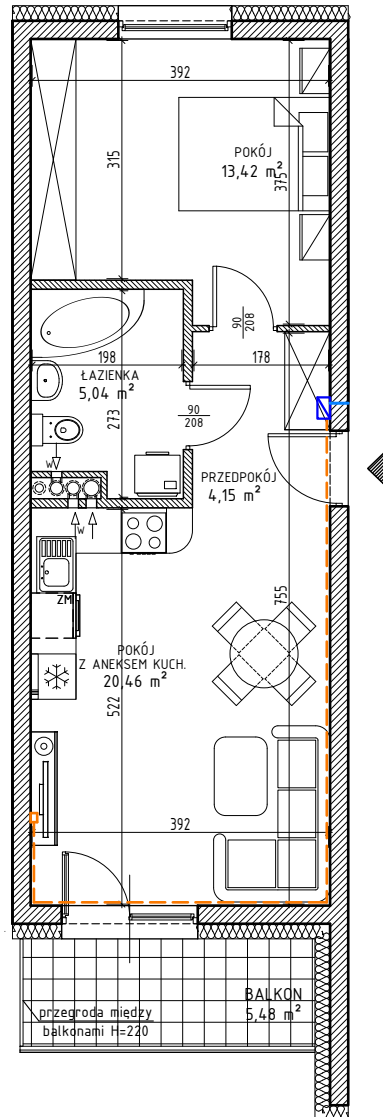 392
315
375
POKÓJ
13,42 m²
90
208
198
178
ŁAZIENKA
5,04 m²
273
90
208
W
PRZEDPOKÓJ
4,15 m²
W
ZM
755
POKÓJ
Z ANEKSEM KUCH.
20,46 m²
522
392
BALKON
5,48 m²
przegroda między
balkonami H=220